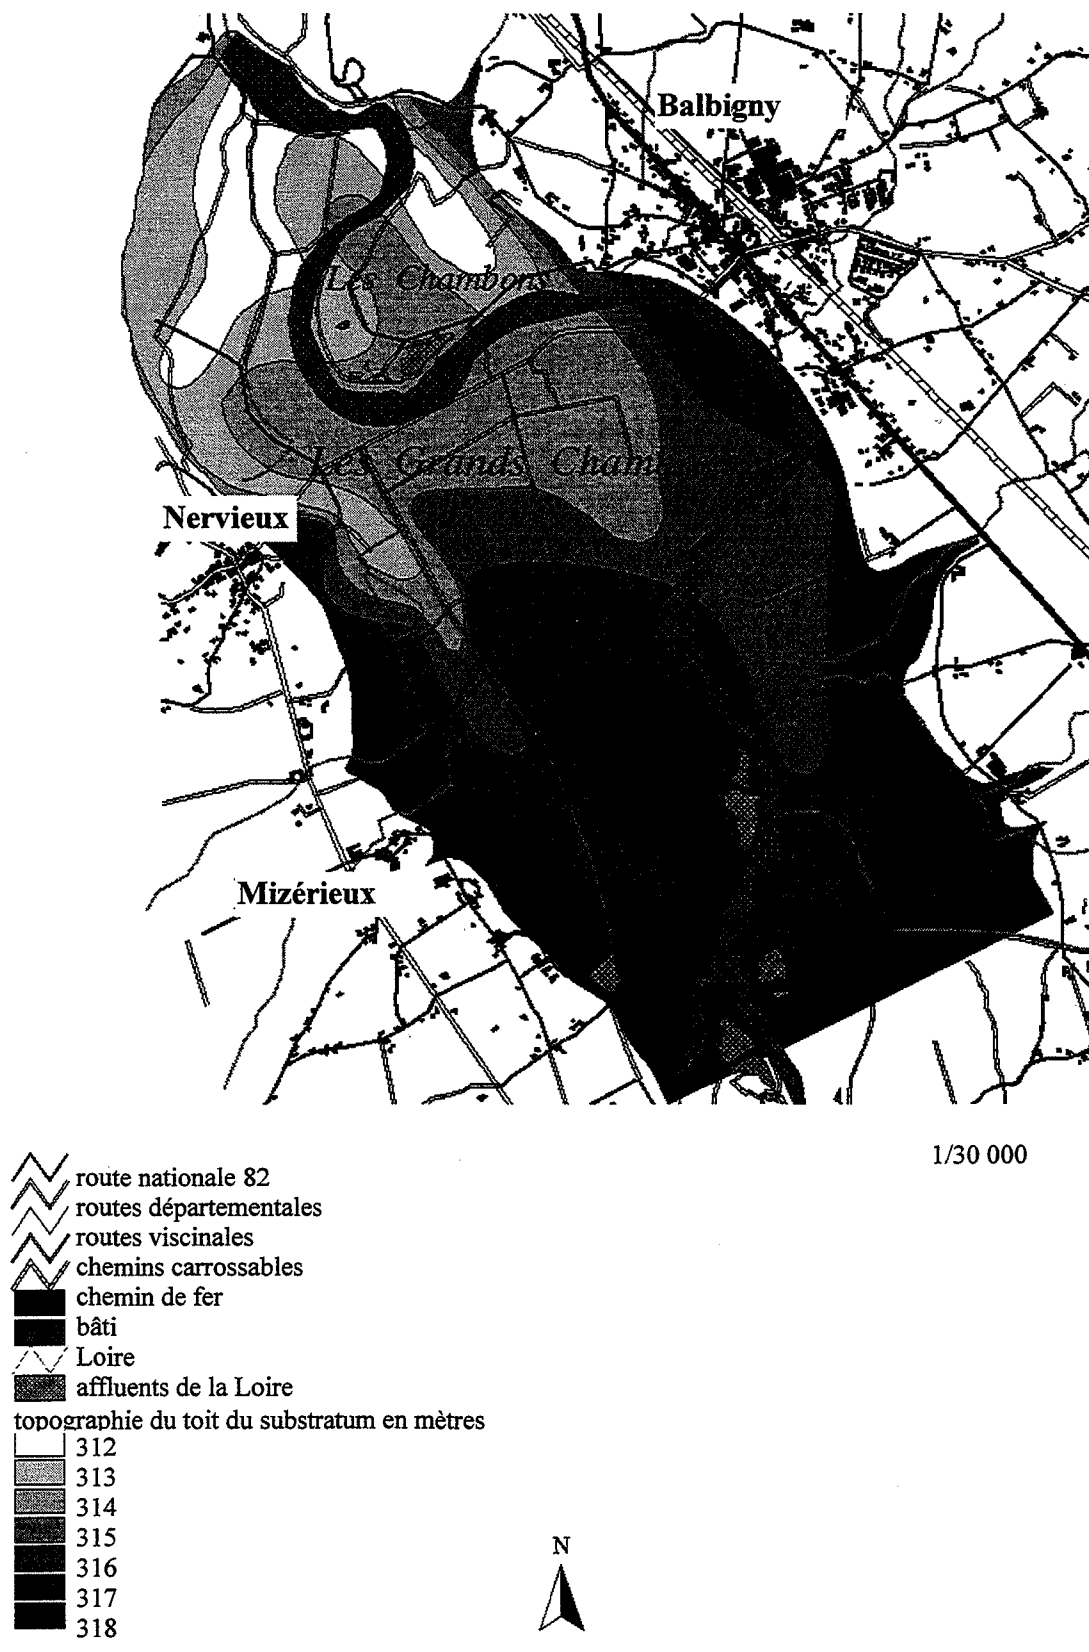 Balbigny
Les Chambons
Les Grands Cham
Nervieux
Mizérieux
1/30 000
route nationale 82
routes départementales
routes viscinales
chemins carrossables
chemin de fer
bâti
Loire
affluents de la Loire
topographie du toit du substratum en mètres
312
313
314
315
316
317
318
N